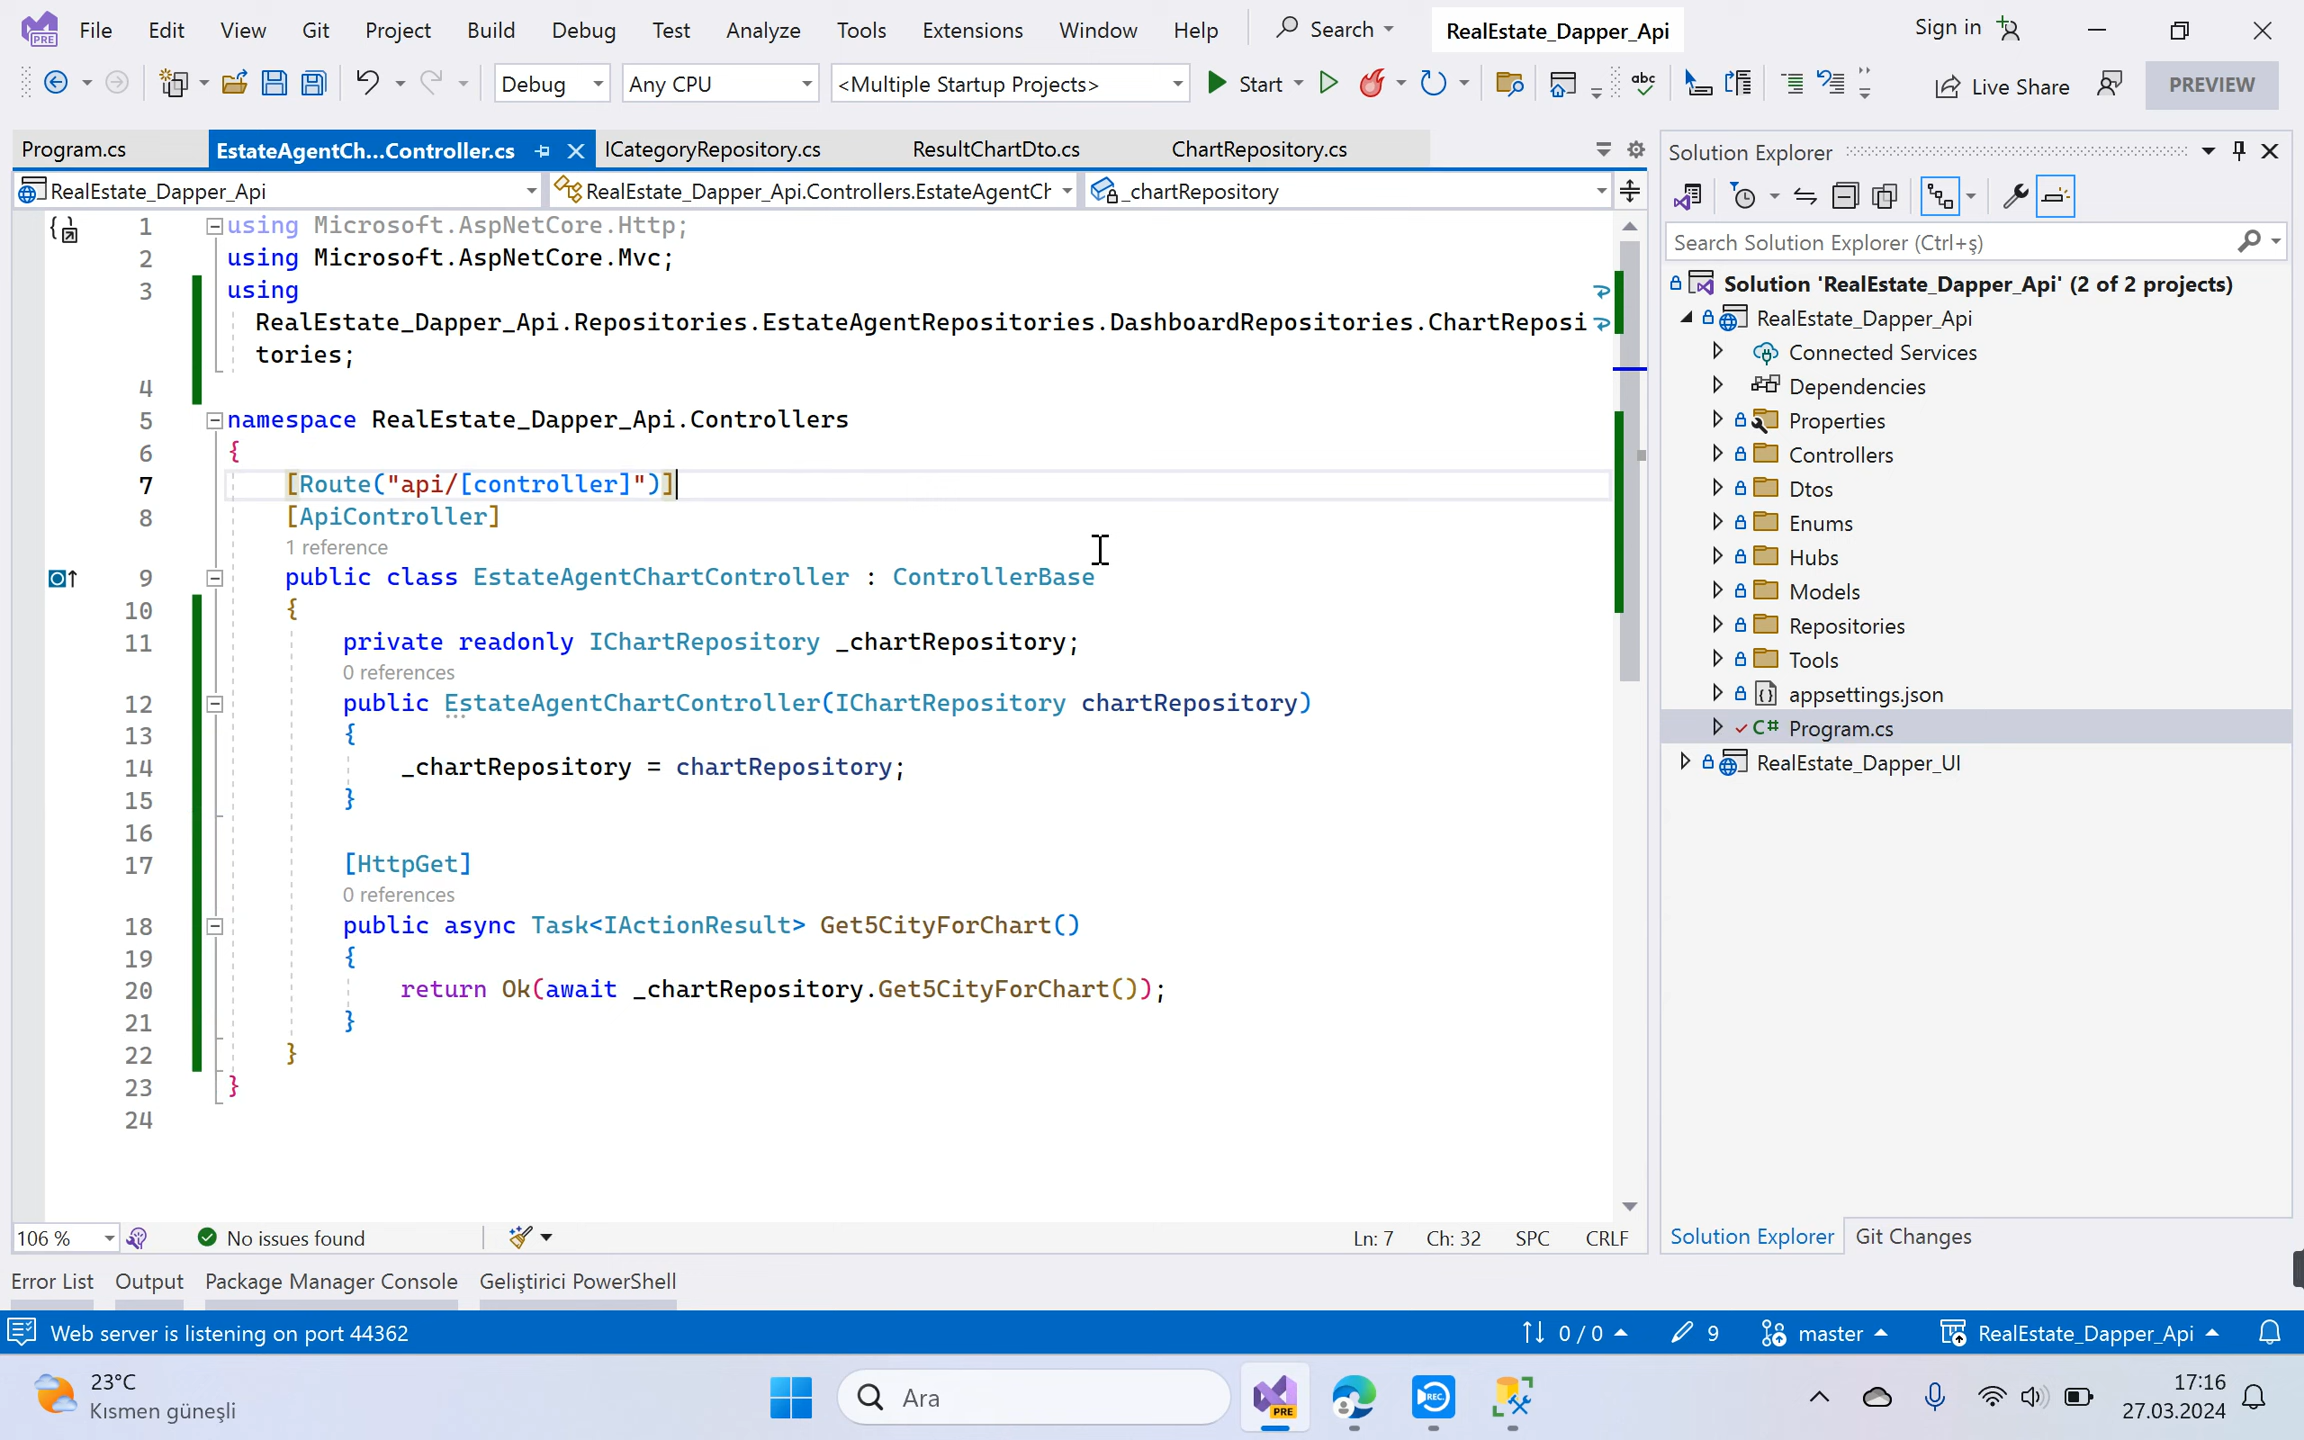 File Edit View Git Project Build Debug Test Analyze Tools Extensions Window Help Search RealEstate_Dapper_Api Sign in
PRE
Debug Any CPU <Multiple Startup Projects> Start abc Live Share PREVIEW
Program.cs EstateAgentCh...Controller.cs ICategoryRepository.cs ResultChartDto.cs ChartRepository.cs
RealEstate_Dapper_Api RealEstate_Dapper_Api.Controllers.EstateAgentCh _chartRepository
1 using Microsoft.AspNetCore.Http;
2 using Microsoft.AspNetCore.Mvc;
3 using
RealEstate_Dapper_Api.Repositories.EstateAgentRepositories.DashboardRepositories.ChartReposi
tories;
4
5 namespace RealEstate_Dapper_Api.Controllers
6 {
7 [Route("api/[controller]")]
8 [ApiController]
1 reference
9 public class EstateAgentChartController : ControllerBase
10 {
11 private readonly IChartRepository _chartRepository;
0 references
12 public EstateAgentChartController(IChartRepository chartRepository)
13 {
14 _chartRepository = chartRepository;
15 }
16
17 [HttpGet]
0 references
18 public async Task<IActionResult> Get5CityForChart()
19 {
20 return Ok(await _chartRepository.Get5CityForChart());
21 }
22 }
23 }
24
106 % No issues found Ln: 7 Ch: 32 SPC CRLF
Solution Explorer
Search Solution Explorer (Ctrl+ş)
Solution 'RealEstate_Dapper_Api' (2 of 2 projects)
RealEstate_Dapper_Api
Connected Services
Dependencies
Properties
Controllers
Dtos
Enums
Hubs
Models
Repositories
Tools
appsettings.json
C# Program.cs
RealEstate_Dapper_UI
Solution Explorer Git Changes
Error List Output Package Manager Console Geliştirici PowerShell
Web server is listening on port 44362 0 / 0 9 master RealEstate_Dapper_Api
23°C
Kısmen güneşli
Ara
PRE
REC
17:16
27.03.2024